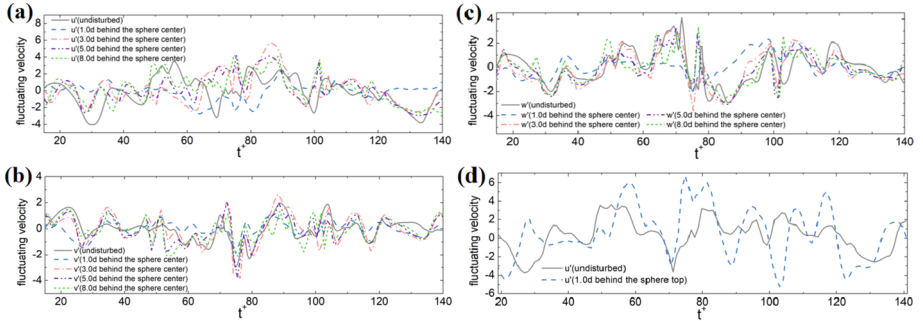 (a)
fluctuating velocity
8
6
4
2
0
-2
-4
u'(undisturbed)
u'(1.0d behind the sphere center)
u'(3.0d behind the sphere center)
u'(5.0d behind the sphere center)
u'(8.0d behind the sphere center)
20 40 60 80 100 120 140
t+
(b)
fluctuating velocity
4
2
0
-2
-4
v'(undisturbed)
v'(1.0d behind the sphere center)
v'(3.0d behind the sphere center)
v'(5.0d behind the sphere center)
v'(8.0d behind the sphere center)
20 40 60 80 100 120 140
t+
(c)
fluctuating velocity
4
2
0
-2
-4
w'(undisturbed)
w'(1.0d behind the sphere center) w'(5.0d behind the sphere center)
w'(3.0d behind the sphere center) w'(8.0d behind the sphere center)
20 40 60 80 100 120 140
t+
(d)
fluctuating velocity
6
4
2
0
-2
-4
-6
u'(undisturbed)
u'(1.0d behind the sphere top)
20 40 60 80 100 120 140
t+